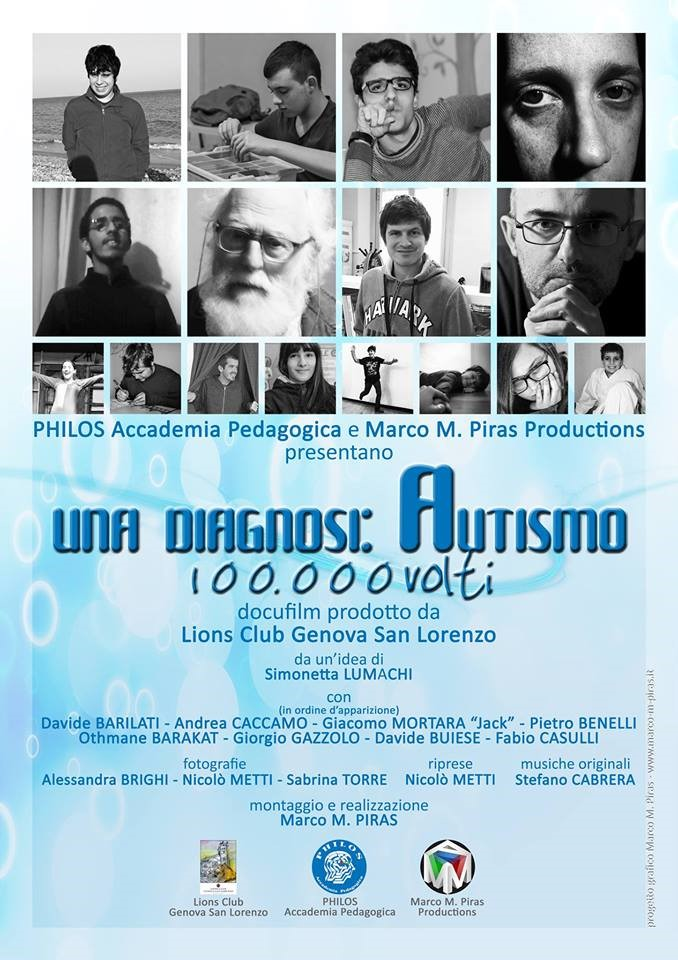 HARWARK
PHILOS Accademia Pedagogica e Marco M. Piras Productions
presentano
UNA DIAGNOSI: AUTISMO
100.000 volti
docufilm prodotto da
Lions Club Genova San Lorenzo
da un'idea di
Simonetta LUMACHI
con
(in ordine d'apparizione)
Davide BARILATI - Andrea CACCAMO - Giacomo MORTARA "Jack" - Pietro BENELLI
Othmane BARAKAT - Giorgio GAZZOLO - Davide BUIESE - Fabio CASULLI
fotografie
Alessandra BRIGHI - Nicolò METTI - Sabrina TORRE
riprese
Nicolò METTI
musiche originali
Stefano CABRERA
montaggio e realizzazione
Marco M. PIRAS
PHILOS
Accademia Pedagogica
MM
Lions Club
Genova San Lorenzo
PHILOS
Accademia Pedagogica
Marco M. Piras
Productions
progetto grafico Marco M. Piras - www.marco-m-piras.it